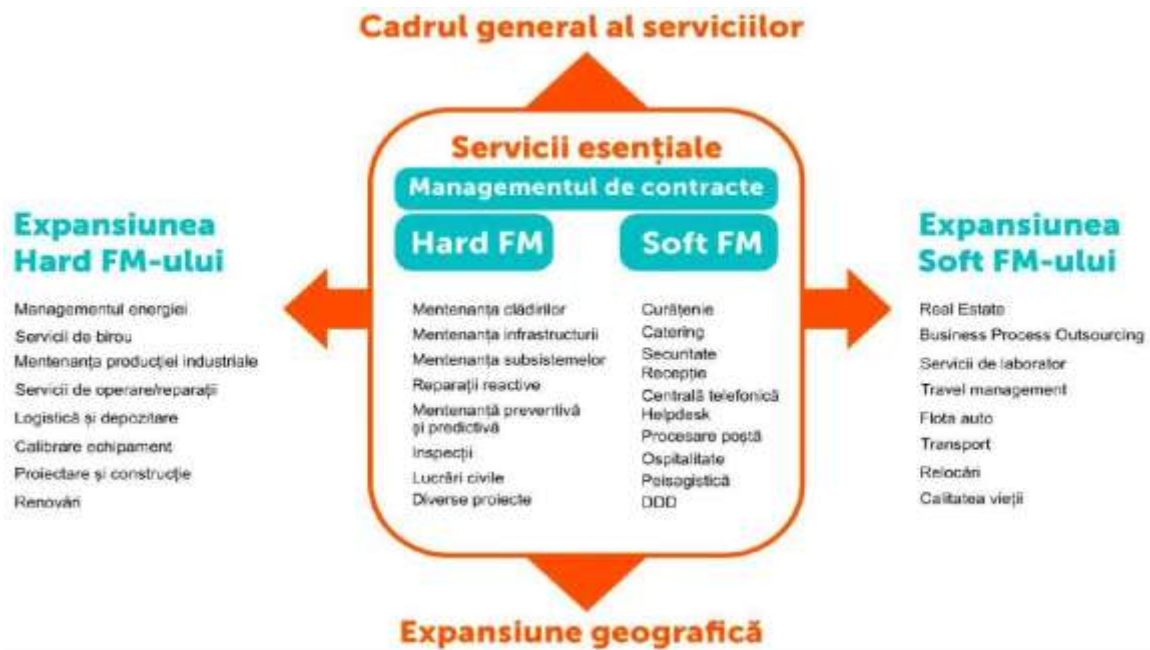 Cadrul general al serviciilor
Servicii esențiale
Managementul de contracte
Hard FM
Soft FM
Mentenanța clădirilor
Mentenanța infrastructurii
Mentenanța subsistemelor
Reparații reactive
Mentenanță preventivă
și predictivă
Inspecții
Lucrări civile
Diverse proiecte
Curățenie
Catering
Securitate
Recepție
Centrală telefonică
Helpdesk
Procesare poștă
Ospitalitate
Peisagistică
DDD
Expansiunea
Hard FM-ului
Managementul energiei
Servicii de birou
Mentenanța producției industriale
Servicii de operare/reparații
Logistică și depozitare
Calibrare echipament
Proiectare și construcție
Renovări
Expansiunea
Soft FM-ului
Real Estate
Business Process Outsourcing
Servicii de laborator
Travel management
Flota auto
Transport
Relocări
Calitatea vieții
Expansiune geografică